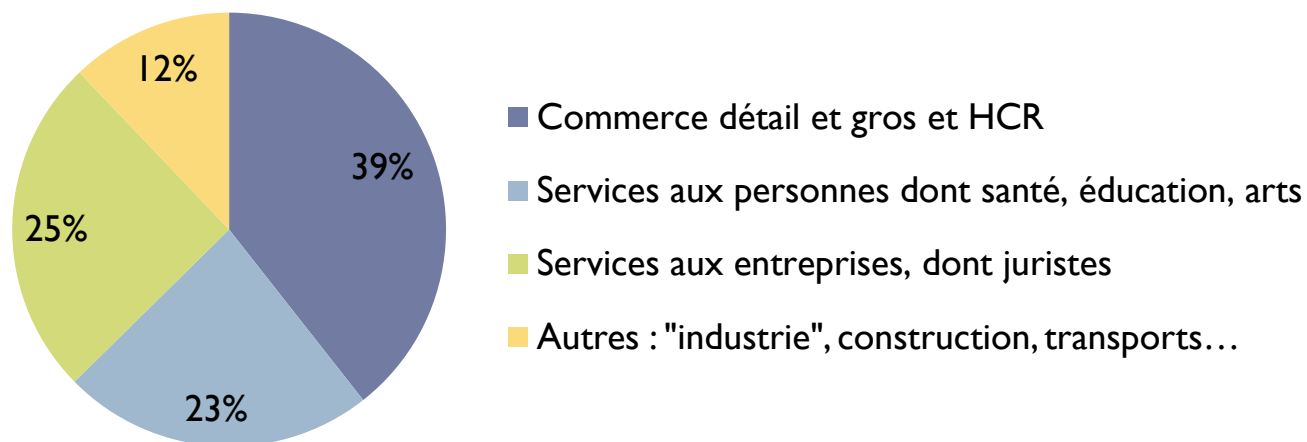 12%
39%
25%
23%
Commerce détail et gros et HCR
Services aux personnes dont santé, éducation, arts
Services aux entreprises, dont juristes
Autres : "industrie", construction, transports…